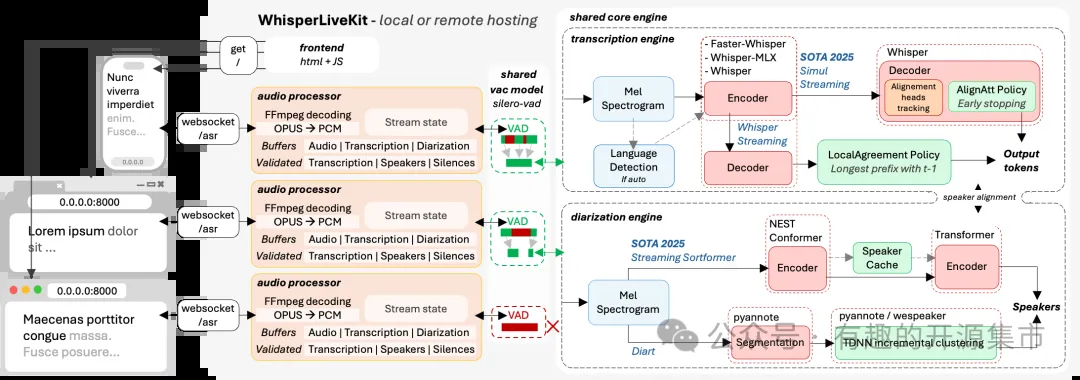 WhisperLiveKit - local or remote hosting
get
/
frontend
html + JS
Nunc
viverra
imperdiet
enim.
Fusce...
0.0.0.0
0.0.0.0:8000
Lorem ipsum dolor
sit ...
0.0.0.0:8000
Maecenas porttitor
congue massa.
Fusce posuere...
websocket
/asr
websocket
/asr
websocket
/asr
audio processor
FFmpeg decoding
OPUS → PCM
Stream state
Buffers Audio | Transcription | Diarization
Validated Transcription | Speakers | Silences
audio processor
FFmpeg decoding
OPUS → PCM
Stream state
Buffers Audio | Transcription | Diarization
Validated Transcription | Speakers | Silences
audio processor
FFmpeg decoding
OPUS → PCM
Stream state
Buffers Audio | Transcription | Diarization
Validated Transcription | Speakers | Silences
shared
vac model
silero-vad
VAD
VAD
VAD
shared core engine
transcription engine
Mel
Spectrogram
Language
Detection
If auto
- Faster-Whisper
- Whisper-MLX
- Whisper
Encoder
SOTA 2025
Simul
Streaming
Whisper
Streaming
Decoder
Whisper
Decoder
Alignement
heads
tracking
AlignAtt Policy
Early stopping
LocalAgreement Policy
Longest prefix with t-1
Output
tokens
speaker alignment
diarization engine
Mel
Spectrogram
SOTA 2025
Streaming Sortformer
NEST
Conformer
Encoder
Speaker
Cache
Transformer
Encoder
Speakers
Diart
pyannote
Segmentation
pyannote / wespeaker
TDNN incremental clustering
公众号 · 有趣的开源集市